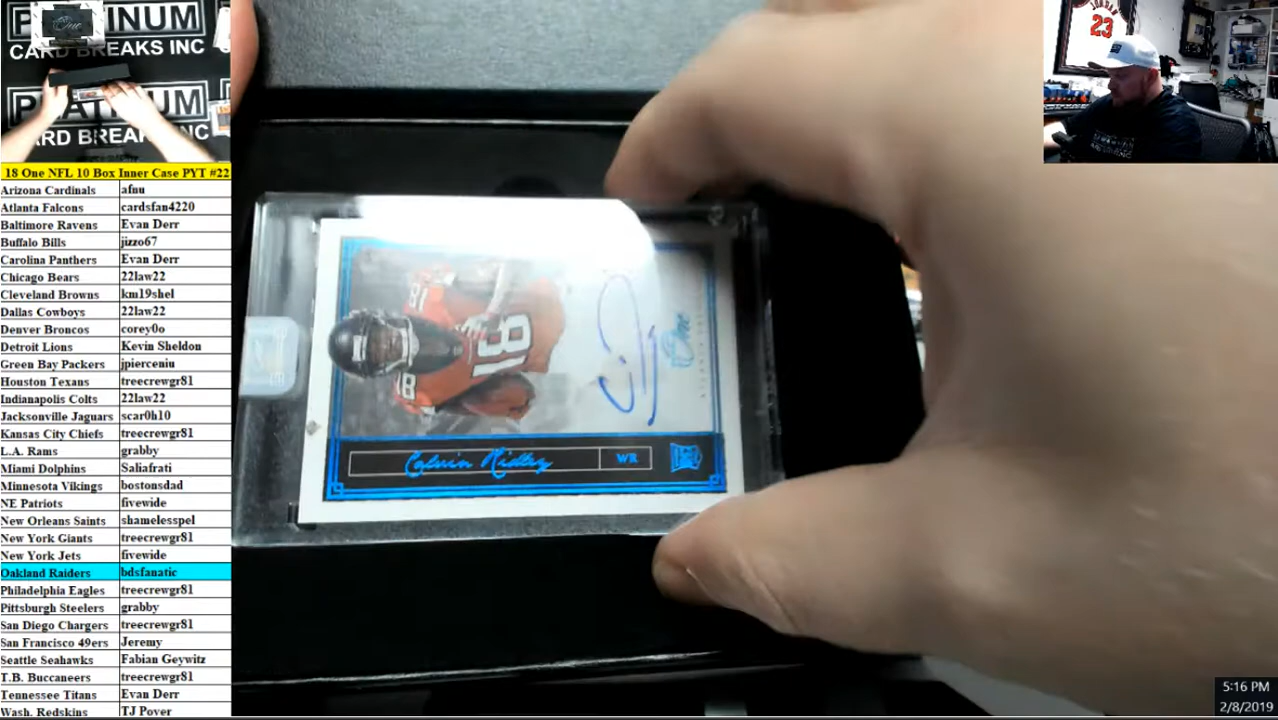 PLATINUM
CARD BREAKS INC
One
PLATINUM
CARD BREAKS INC
18 One NFL 10 Box Inner Case PYT #22
Arizona Cardinals afnu
Atlanta Falcons cardsfan4220
Baltimore Ravens Evan Derr
Buffalo Bills jizzo67
Carolina Panthers Evan Derr
Chicago Bears 22law22
Cleveland Browns km19shel
Dallas Cowboys 22law22
Denver Broncos corey0o
Detroit Lions Kevin Sheldon
Green Bay Packers jpierceniu
Houston Texans treecrewgr81
Indianapolis Colts 22law22
Jacksonville Jaguars scar0h10
Kansas City Chiefs treecrewgr81
L.A. Rams grabby
Miami Dolphins Saliafrati
Minnesota Vikings bostonsdad
NE Patriots fivewide
New Orleans Saints shamelesspel
New York Giants treecrewgr81
New York Jets fivewide
Oakland Raiders bdsfanatic
Philadelphia Eagles treecrewgr81
Pittsburgh Steelers grabby
San Diego Chargers treecrewgr81
San Francisco 49ers Jeremy
Seattle Seahawks Fabian Geywitz
T.B. Buccaneers treecrewgr81
Tennessee Titans Evan Derr
Wash. Redskins TJ Pover
18
18
18
One
Calvin Ridley WR
JORDAN
23
5:16 PM
2/8/2019